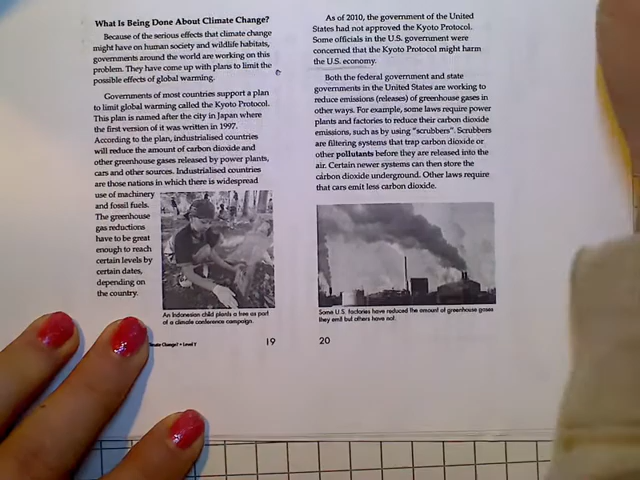 What Is Being Done About Climate Change?
Because of the serious effects that climate change
might have on human society and wildlife habitats,
governments around the world are working on this
problem. They have come up with plans to limit the
possible effects of global warming.
Governments of most countries support a plan
to limit global warming called the Kyoto Protocol.
This plan is named after the city in Japan where
the first version of it was written in 1997.
According to the plan, industrialised countries
will reduce the amount of carbon dioxide and
other greenhouse gases released by power plants,
cars and other sources. Industrialised countries
are those nations in which there is widespread
use of machinery
and fossil fuels.
The greenhouse
gas reductions
have to be great
enough to reach
certain levels by
certain dates,
depending on
the country.
An Indonesian child plants a tree as part
of a climate conference campaign.
Climate Change? • Level Y
19
As of 2010, the government of the United
States had not approved the Kyoto Protocol.
Some officials in the U.S. government were
concerned that the Kyoto Protocol might harm
the U.S. economy.
Both the federal government and state
governments in the United States are working to
reduce emissions (releases) of greenhouse gases in
other ways. For example, some laws require power
plants and factories to reduce their carbon dioxide
emissions, such as by using "scrubbers". Scrubbers
are filtering systems that trap carbon dioxide or
other pollutants before they are released into the
air. Certain newer systems can then store the
carbon dioxide underground. Other laws require
that cars emit less carbon dioxide.
Some U.S. factories have reduced the amount of greenhouse gases
they emit but others have not.
20